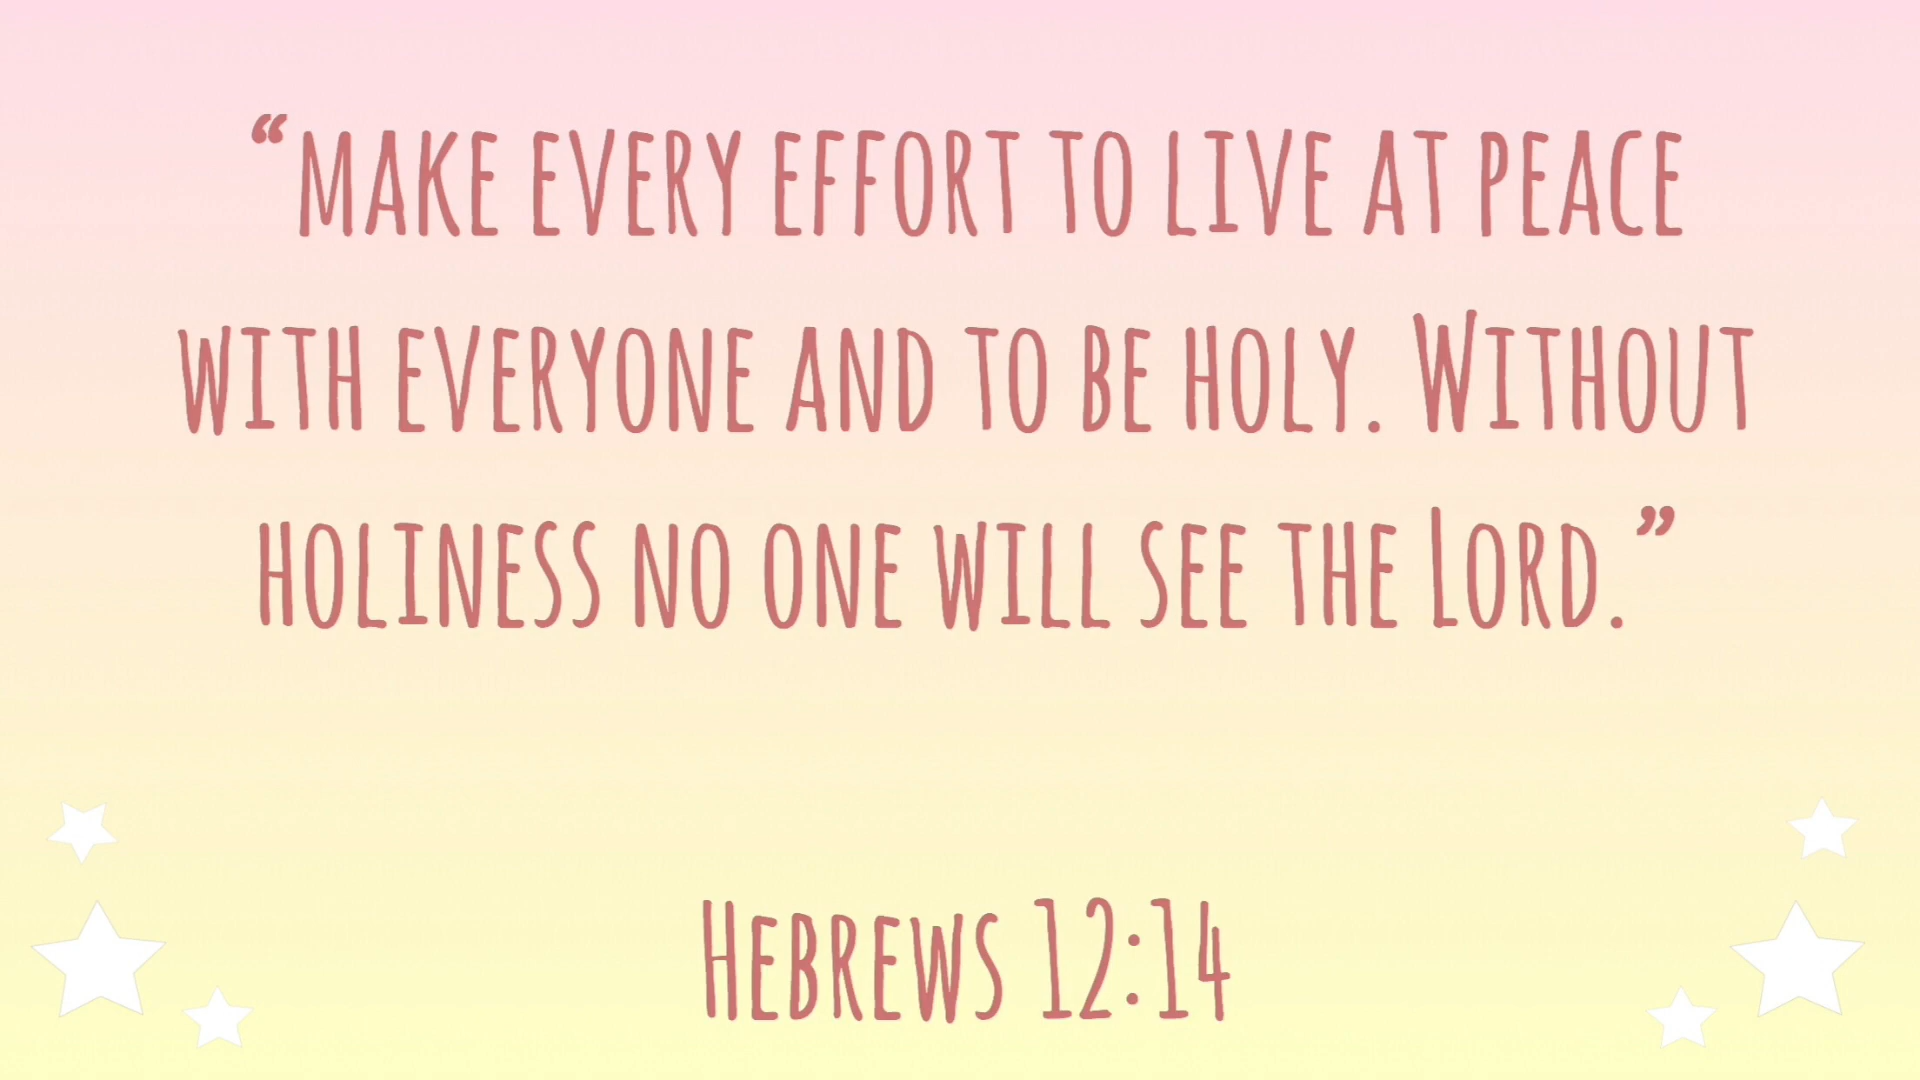 “make every effort to live at peace
with everyone and to be holy. Without
holiness no one will see the Lord.”
Hebrews 12:14